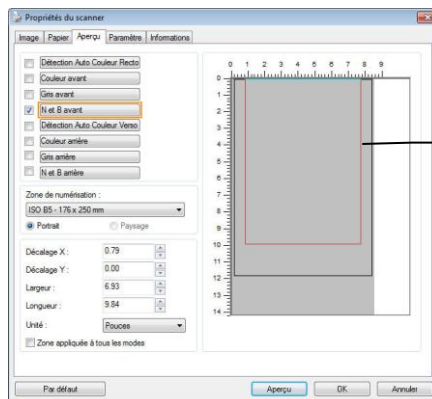 Propriétés du scanner
Image Papier Aperçu Paramètre Informations
Détection Auto Couleur Recto
Couleur avant
Gris avant
N et B avant
Détection Auto Couleur Verso
Couleur arrière
Gris arrière
N et B arrière
Zone de numérisation :
ISO B5 - 176 x 250 mm
Portrait Paysage
Décalage X : 0.79
Décalage Y : 0.00
Largeur : 6.93
Longueur : 9.84
Unité : Pouces
Zone appliquée à tous les modes
0 1 2 3 4 5 6 7 8 9
0
1
2
3
4
5
6
7
8
9
10
11
12
13
14
Par défaut Aperçu OK Annuler